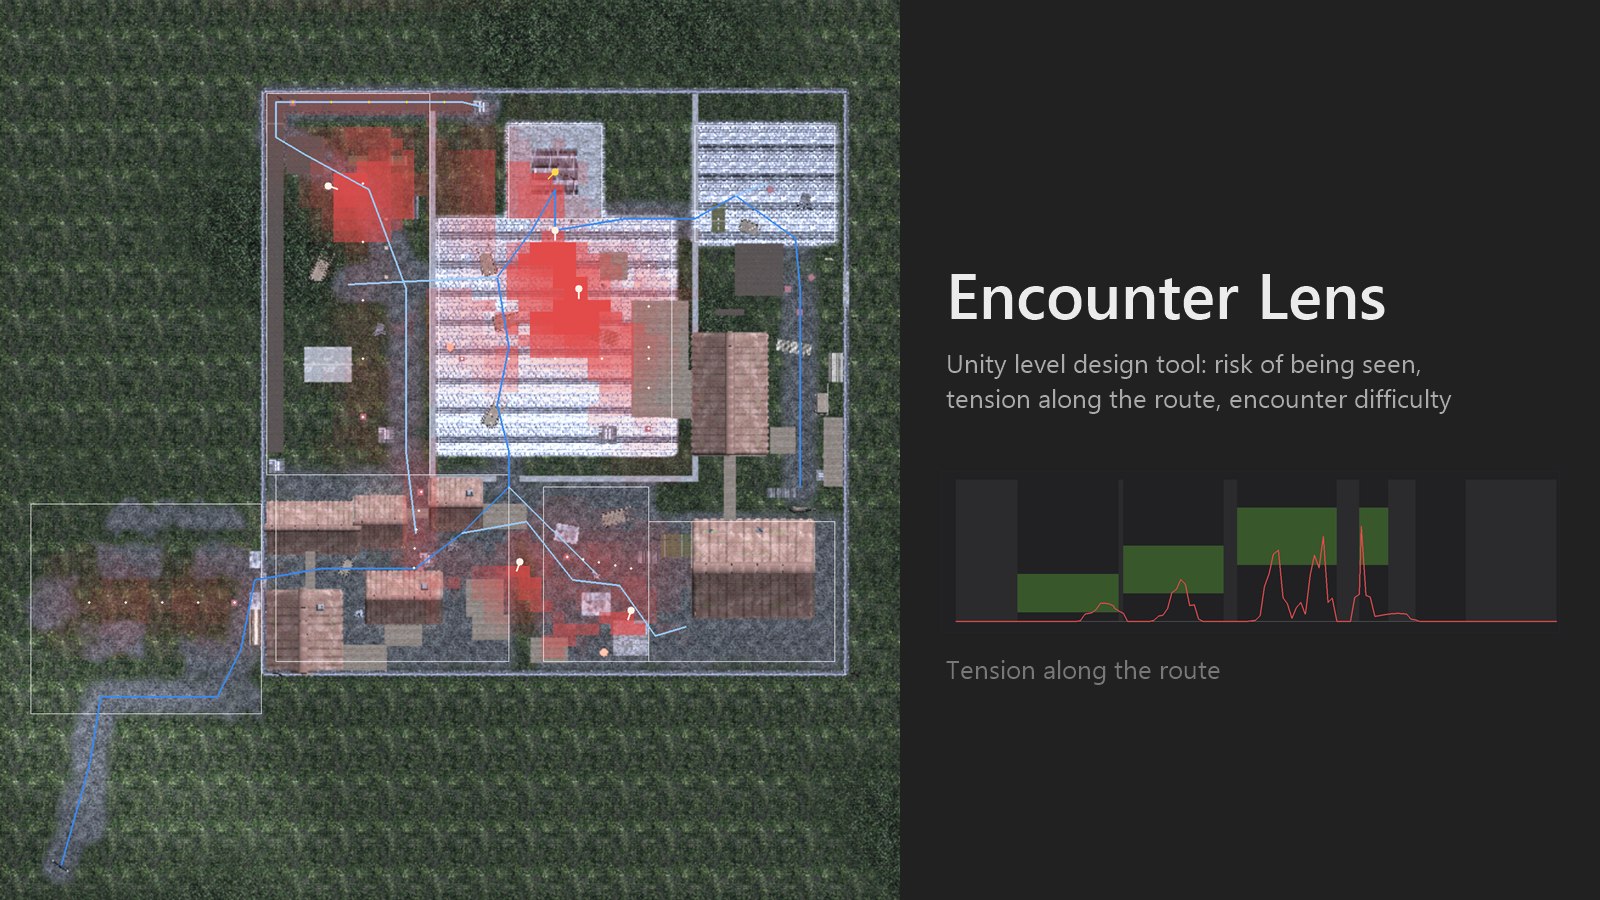 Encounter Lens
Unity level design tool: risk of being seen,
tension along the route, encounter difficulty
Tension along the route